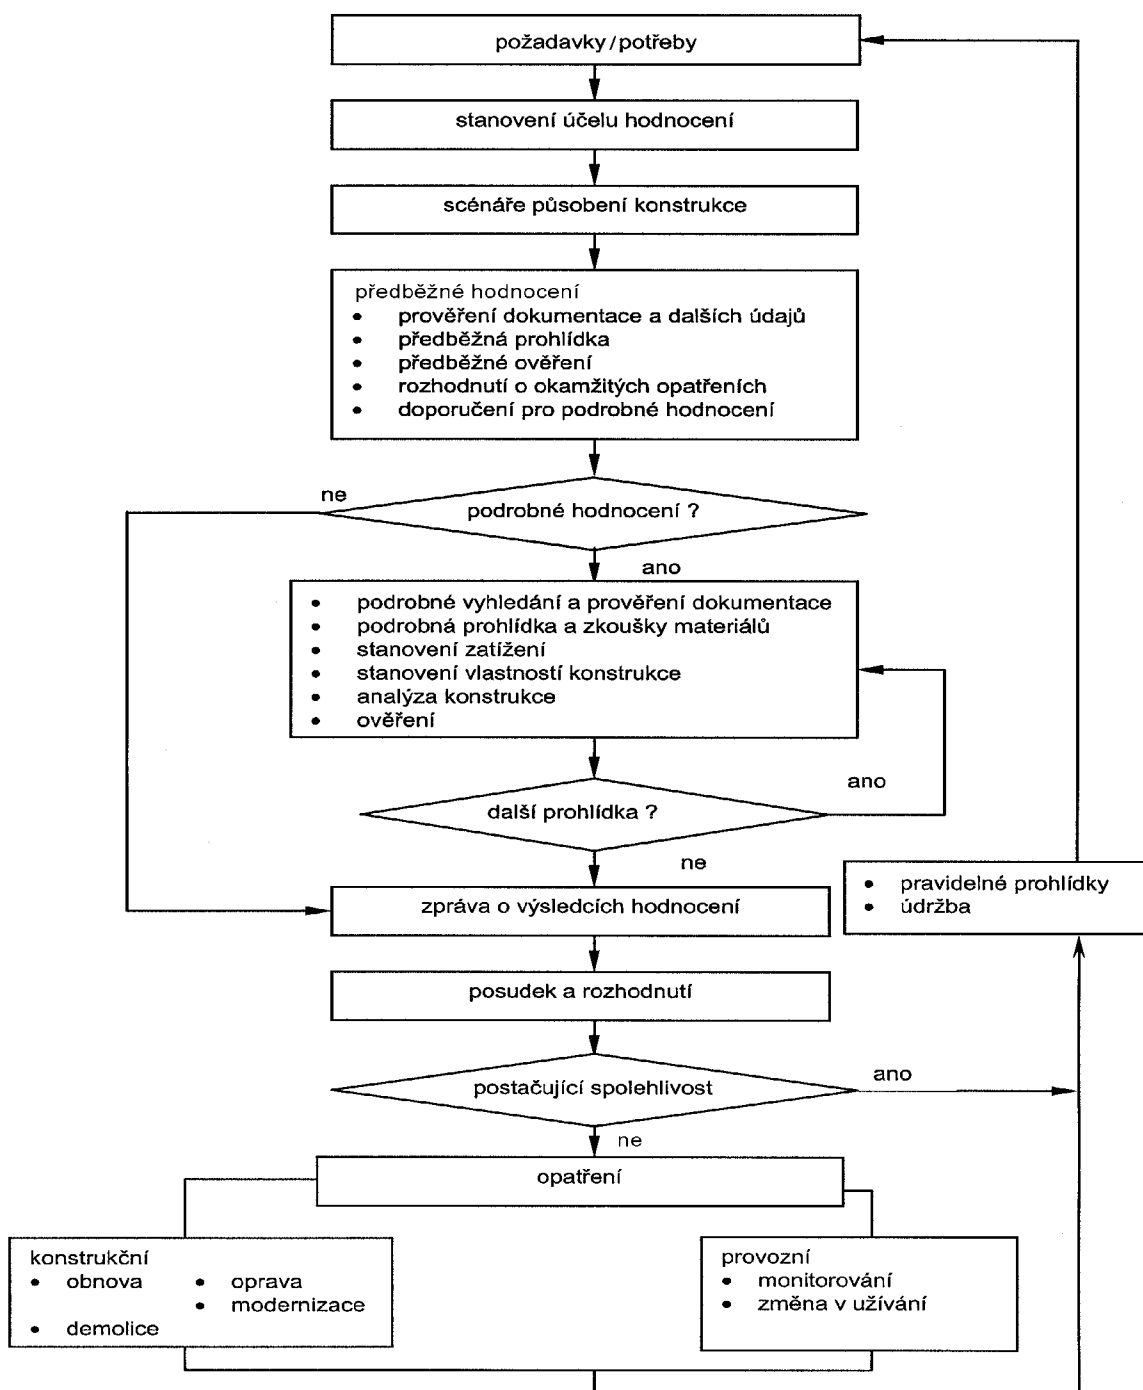 požadavky/potřeby
stanovení účelu hodnocení
scénáře působení konstrukce
předběžné hodnocení
• prověření dokumentace a dalších údajů
• předběžná prohlídka
• předběžné ověření
• rozhodnutí o okamžitých opatřeních
• doporučení pro podrobné hodnocení
ne
podrobné hodnocení ?
ano
• podrobné vyhledání a prověření dokumentace
• podrobná prohlídka a zkoušky materiálů
• stanovení zatížení
• stanovení vlastností konstrukce
• analýza konstrukce
• ověření
ano
další prohlídka ?
ne
• pravidelné prohlídky
• údržba
zpráva o výsledcích hodnocení
posudek a rozhodnutí
postačující spolehlivost
ano
ne
opatření
konstrukční
• obnova • oprava
• modernizace
• demolice
provozní
• monitorování
• změna v užívání